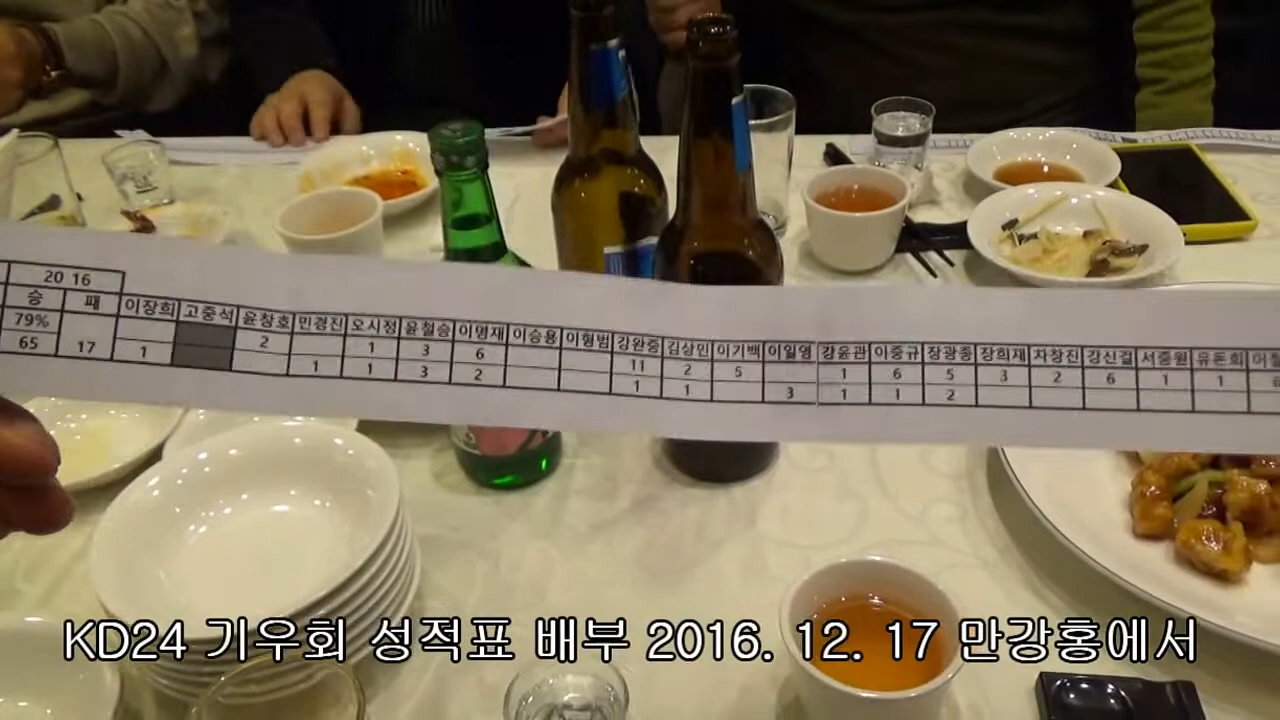 20 16
승 패 이장희 고중석 윤창호 민경진 오시정 윤철승 이명재 이승용 이형범 강완중 김상민 이기백 이일영 강윤관 이중규 장광종 장희재 차창진 강신걸 서중원 유돈희
79% 2 1 3 6 11 2 5 1 6 5 3 2 6 1 1
65 17 1 1 1 3 2 1 1 3 1 1 2
KD24 기우회 성적표 배부 2016. 12. 17 만강홍에서